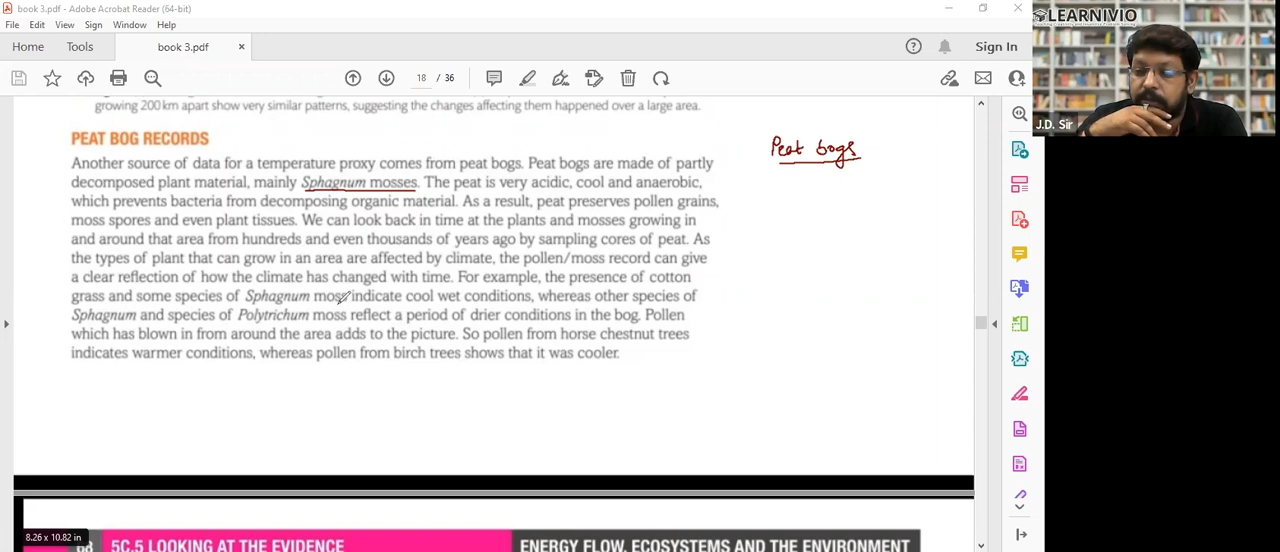 book 3.pdf - Adobe Acrobat Reader (64-bit)
File Edit View Sign Window Help
Home Tools book 3.pdf × Sign In
18 / 36
LEARNIVIO
J.D. Sir
growing 200 km apart show very similar patterns, suggesting the changes affecting them happened over a large area.
PEAT BOG RECORDS
Peat bogs
Another source of data for a temperature proxy comes from peat bogs. Peat bogs are made of partly
decomposed plant material, mainly Sphagnum mosses. The peat is very acidic, cool and anaerobic,
which prevents bacteria from decomposing organic material. As a result, peat preserves pollen grains,
moss spores and even plant tissues. We can look back in time at the plants and mosses growing in
and around that area from hundreds and even thousands of years ago by sampling cores of peat. As
the types of plant that can grow in an area are affected by climate, the pollen/moss record can give
a clear reflection of how the climate has changed with time. For example, the presence of cotton
grass and some species of Sphagnum moss indicate cool wet conditions, whereas other species of
Sphagnum and species of Polytrichum moss reflect a period of drier conditions in the bog. Pollen
which has blown in from around the area adds to the picture. So pollen from horse chestnut trees
indicates warmer conditions, whereas pollen from birch trees shows that it was cooler.
8.26 x 10.82 in
68 5C.5 LOOKING AT THE EVIDENCE ENERGY FLOW, ECOSYSTEMS AND THE ENVIRONMENT